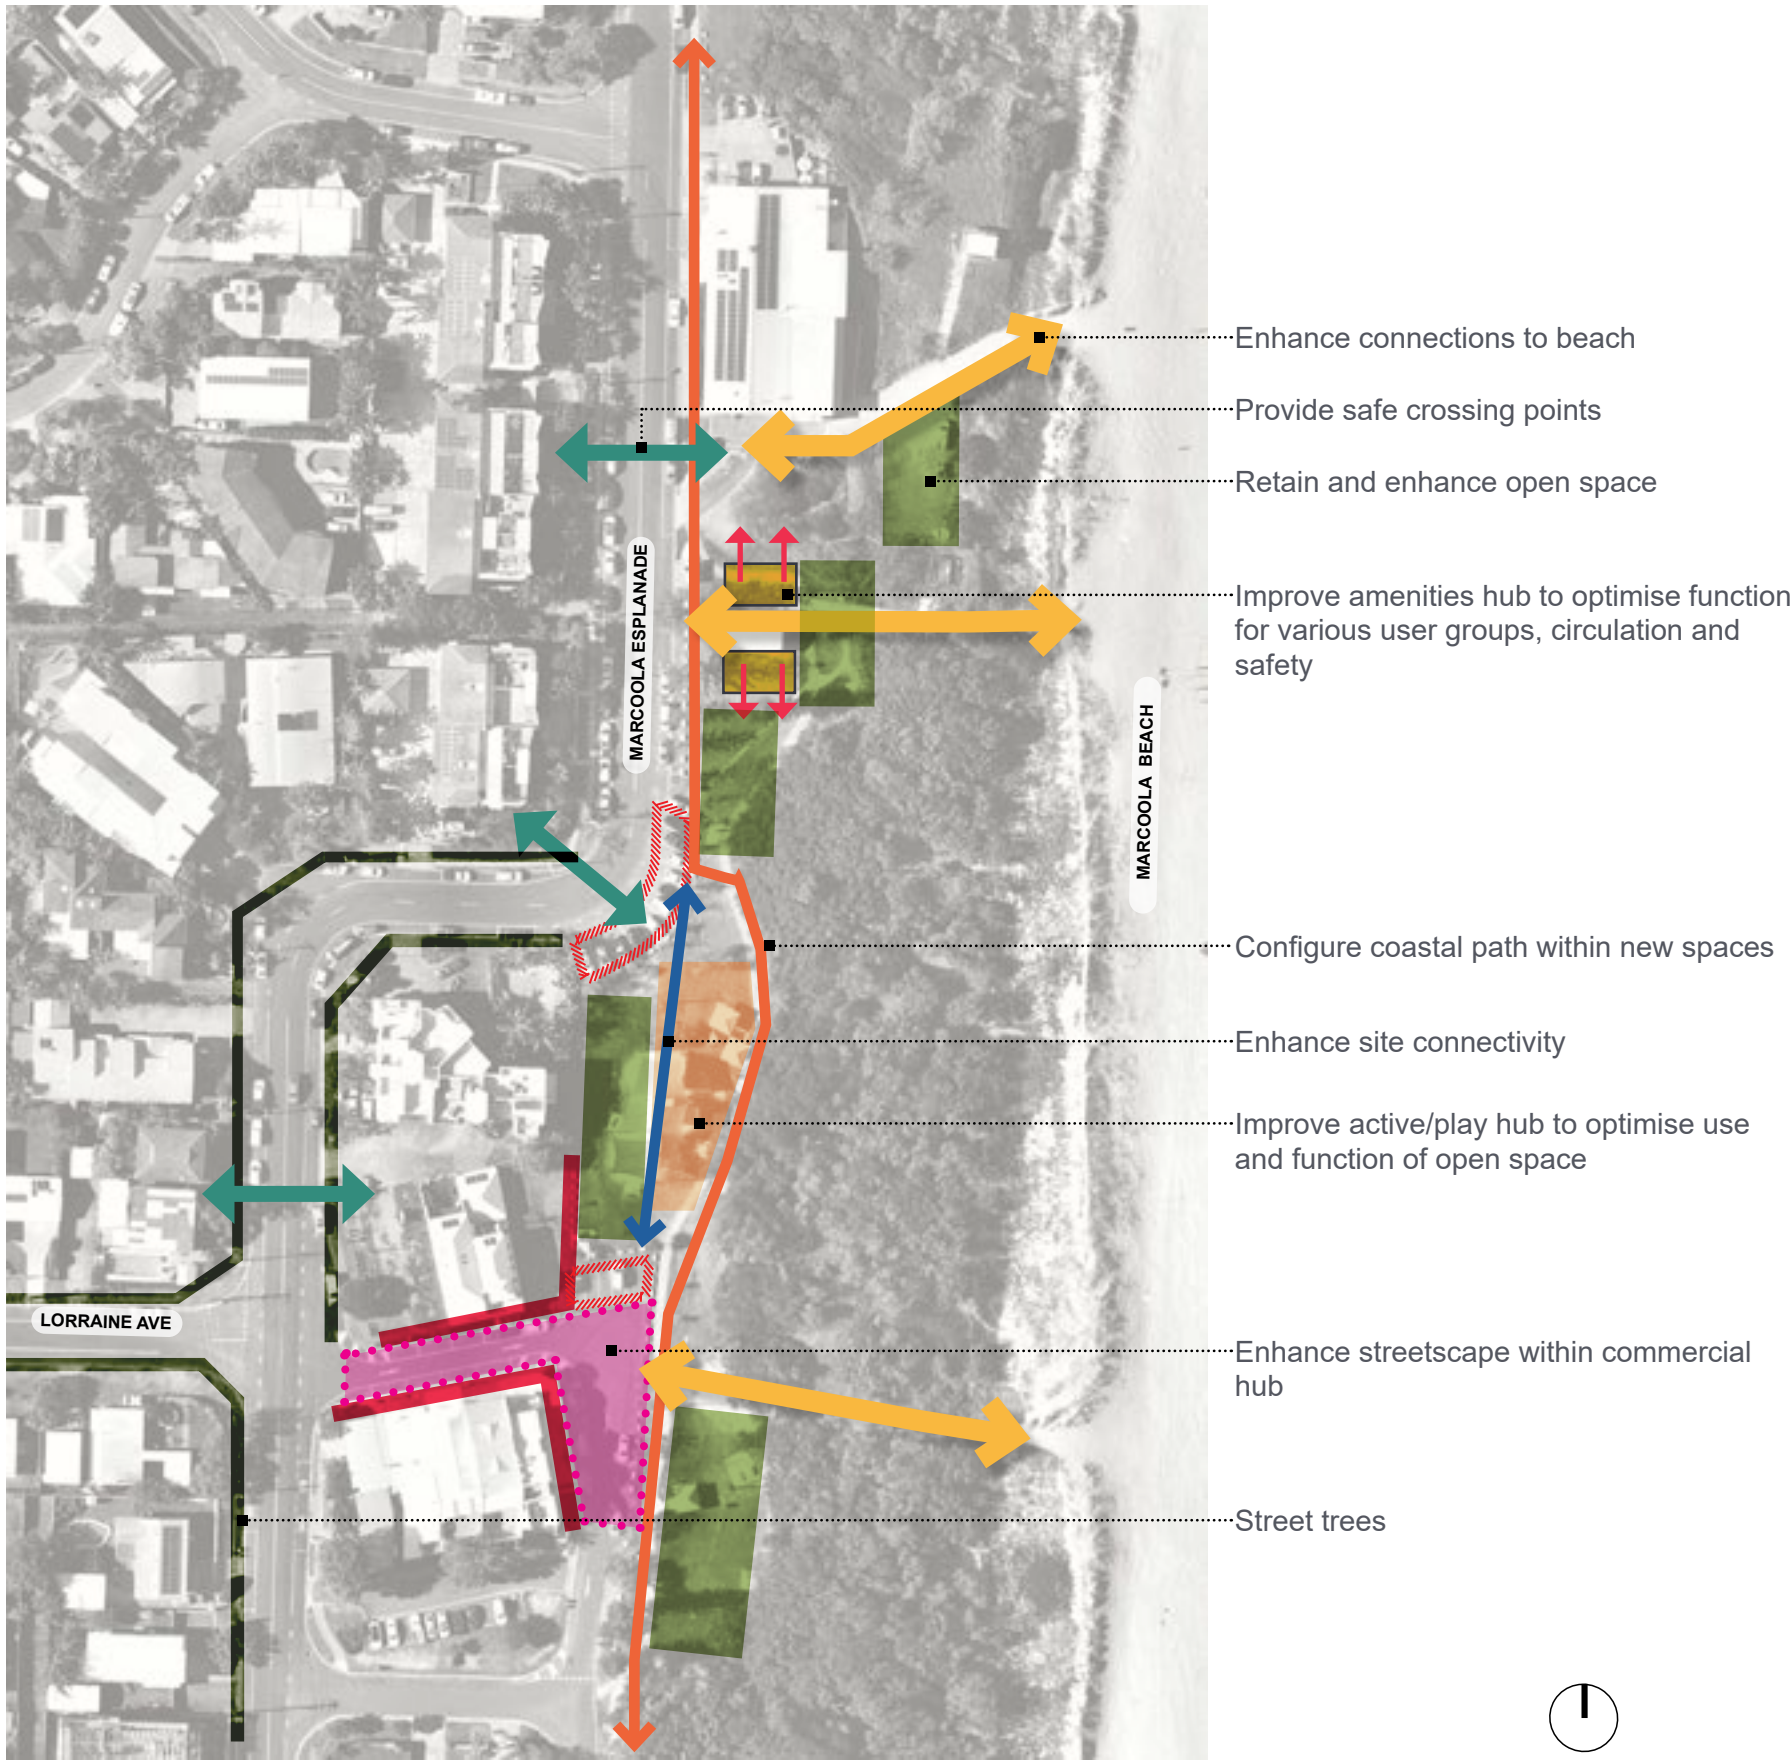 Enhance connections to beach
Provide safe crossing points
Retain and enhance open space
MARCOOLA ESPLANADE
Improve amenities hub to optimise function
for various user groups, circulation and
safety
MARCOOLA BEACH
Configure coastal path within new spaces
Enhance site connectivity
Improve active/play hub to optimise use
and function of open space
LORRAINE AVE
Enhance streetscape within commercial
hub
Street trees